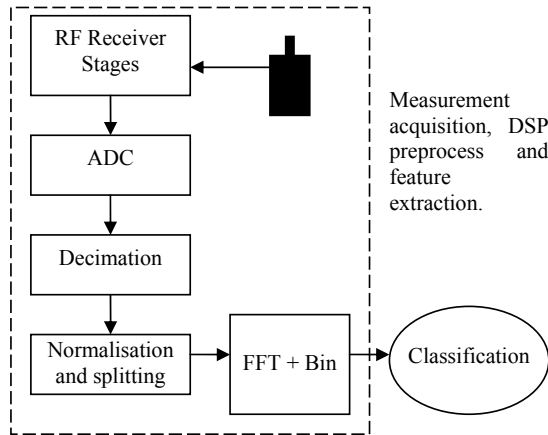 RF Receiver
Stages
ADC
Decimation
Normalisation
and splitting
FFT + Bin
Classification
Measurement
acquisition, DSP
preprocess and
feature
extraction.